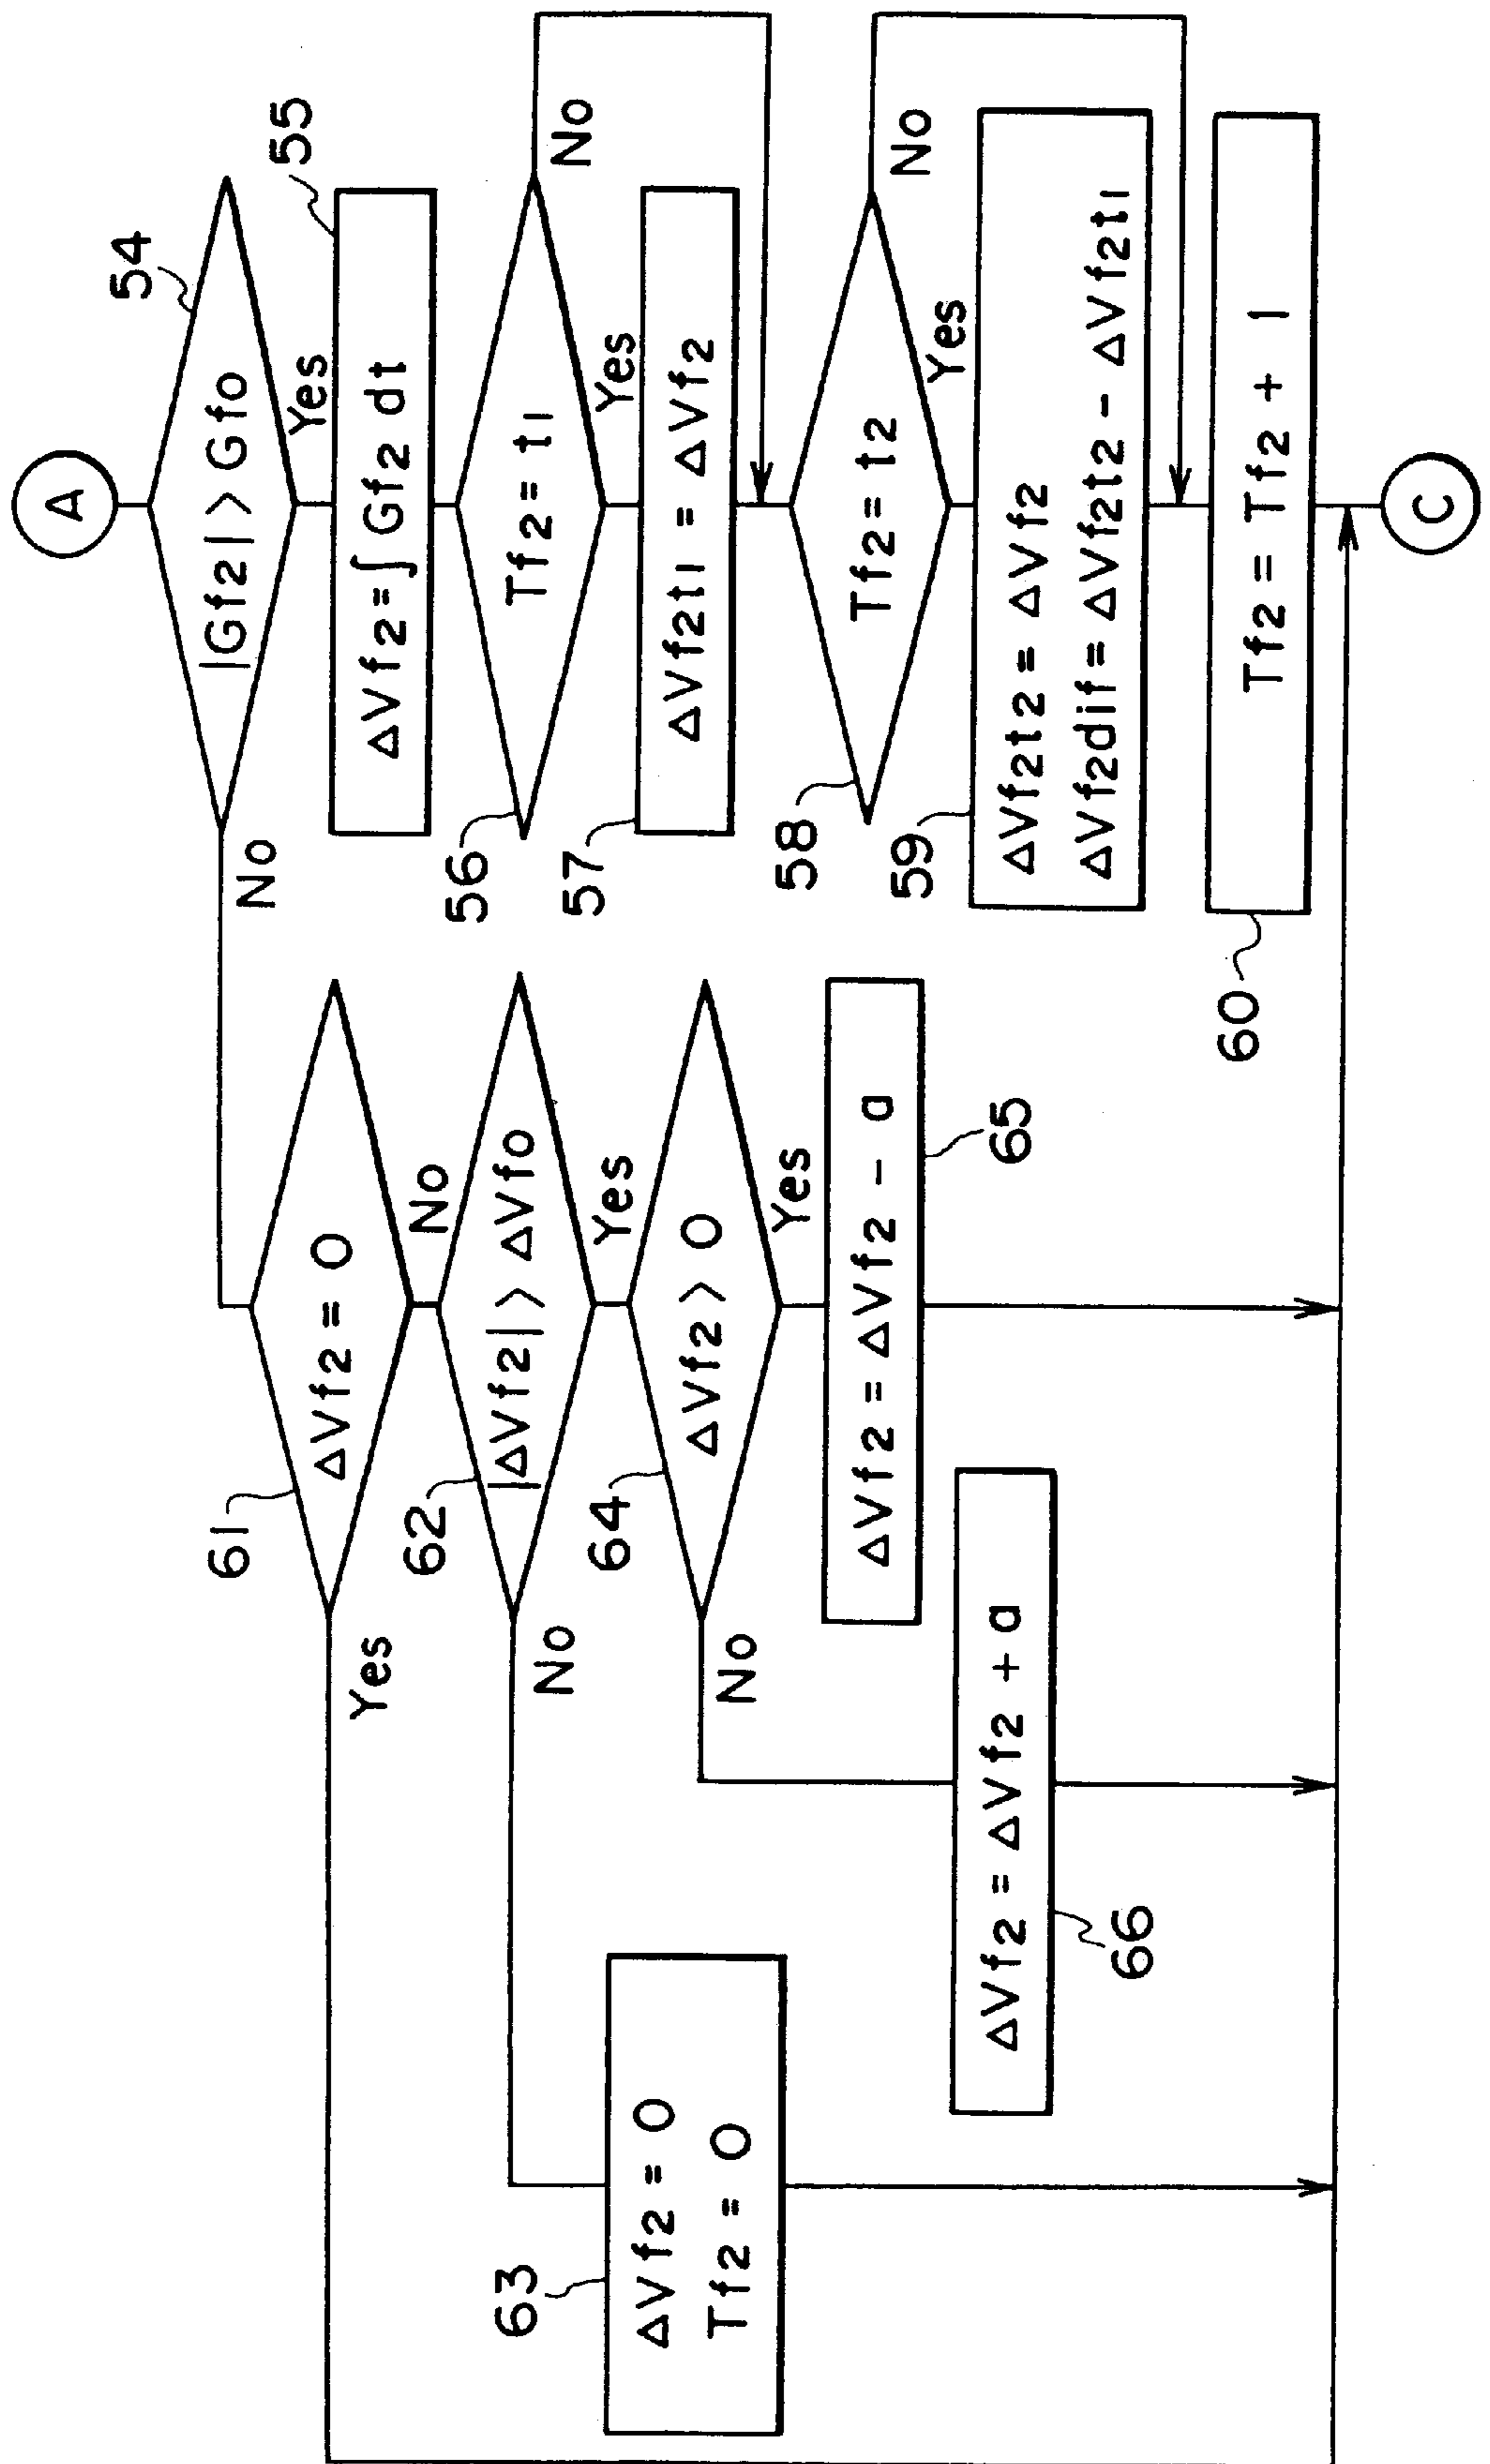 A
54
|Gf2| > Gfo
Yes
No
55
ΔVf2 = ∫ Gf2 dt
56
Tf2 = t1
Yes
No
57
ΔVf2t1 = ΔVf2
58
Tf2 = t2
Yes
No
59
ΔVf2t2 = ΔVf2
ΔVf2dif = ΔVf2t2 - ΔVf2t1
60
Tf2 = Tf2 + 1
C
61
ΔVf2 = 0
Yes
No
62
|ΔVf2| > ΔVfo
Yes
No
63
ΔVf2 = 0
Tf2 = 0
64
ΔVf2 > 0
Yes
No
65
ΔVf2 = ΔVf2 - a
66
ΔVf2 = ΔVf2 + a